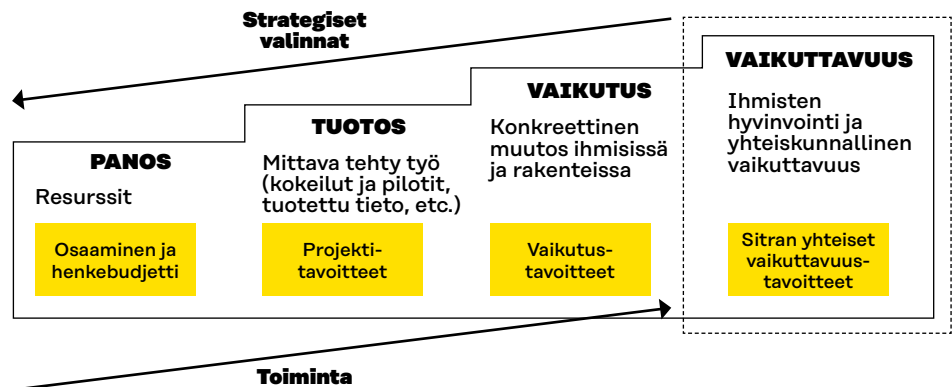 Strategiset
valinnat
PANOS
Resurssit
Osaaminen ja
henkebudjetti
TUOTOS
Mittava tehty työ
(kokeilut ja pilotit,
tuotettu tieto, etc.)
Projekti-
tavoitteet
VAIKUTUS
Konkreettinen
muutos ihmisissä
ja rakenteissa
Vaikutus-
tavoitteet
VAIKUTTAVUUS
Ihmisten
hyvinvointi ja
yhteiskunnallinen
vaikuttavuus
Sitran yhteiset
vaikuttavuus-
tavoitteet
Toiminta